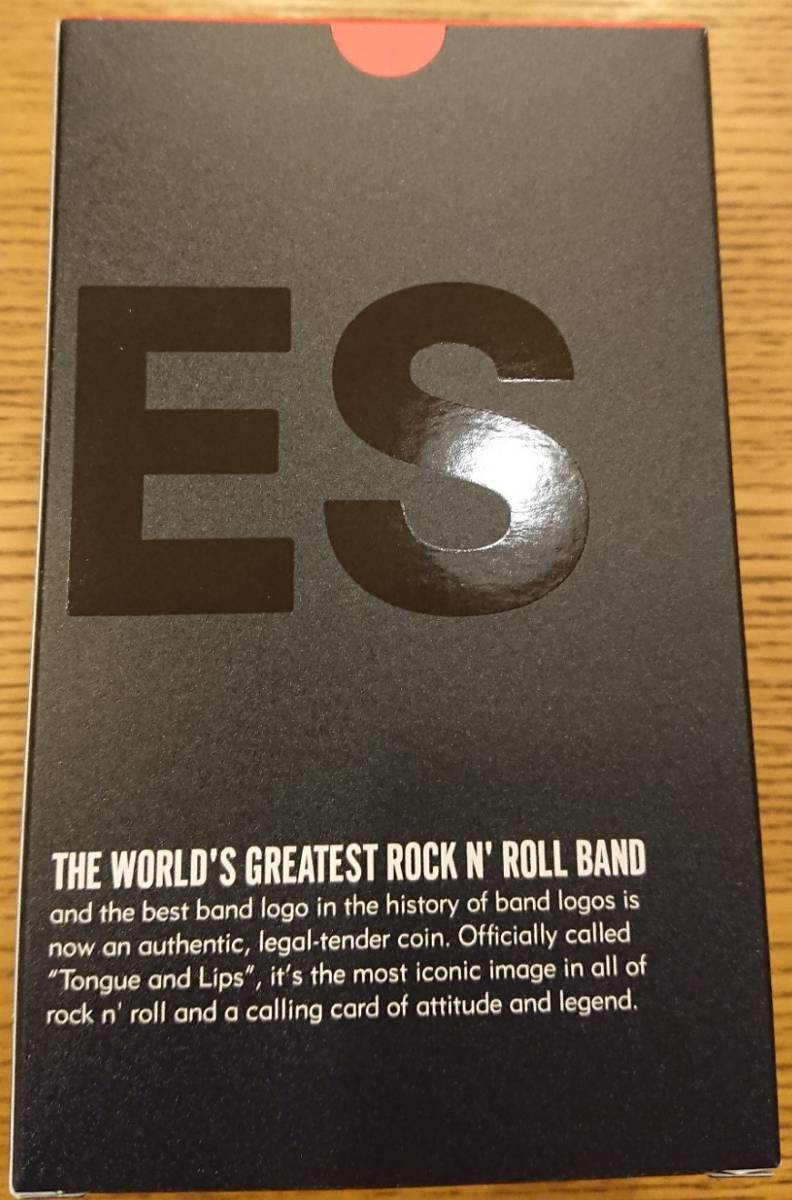 ES
THE WORLD'S GREATEST ROCK N' ROLL BAND
and the best band logo in the history of band logos is
now an authentic, legal-tender coin. Officially called
"Tongue and Lips", it's the most iconic image in all of
rock n' roll and a calling card of attitude and legend.